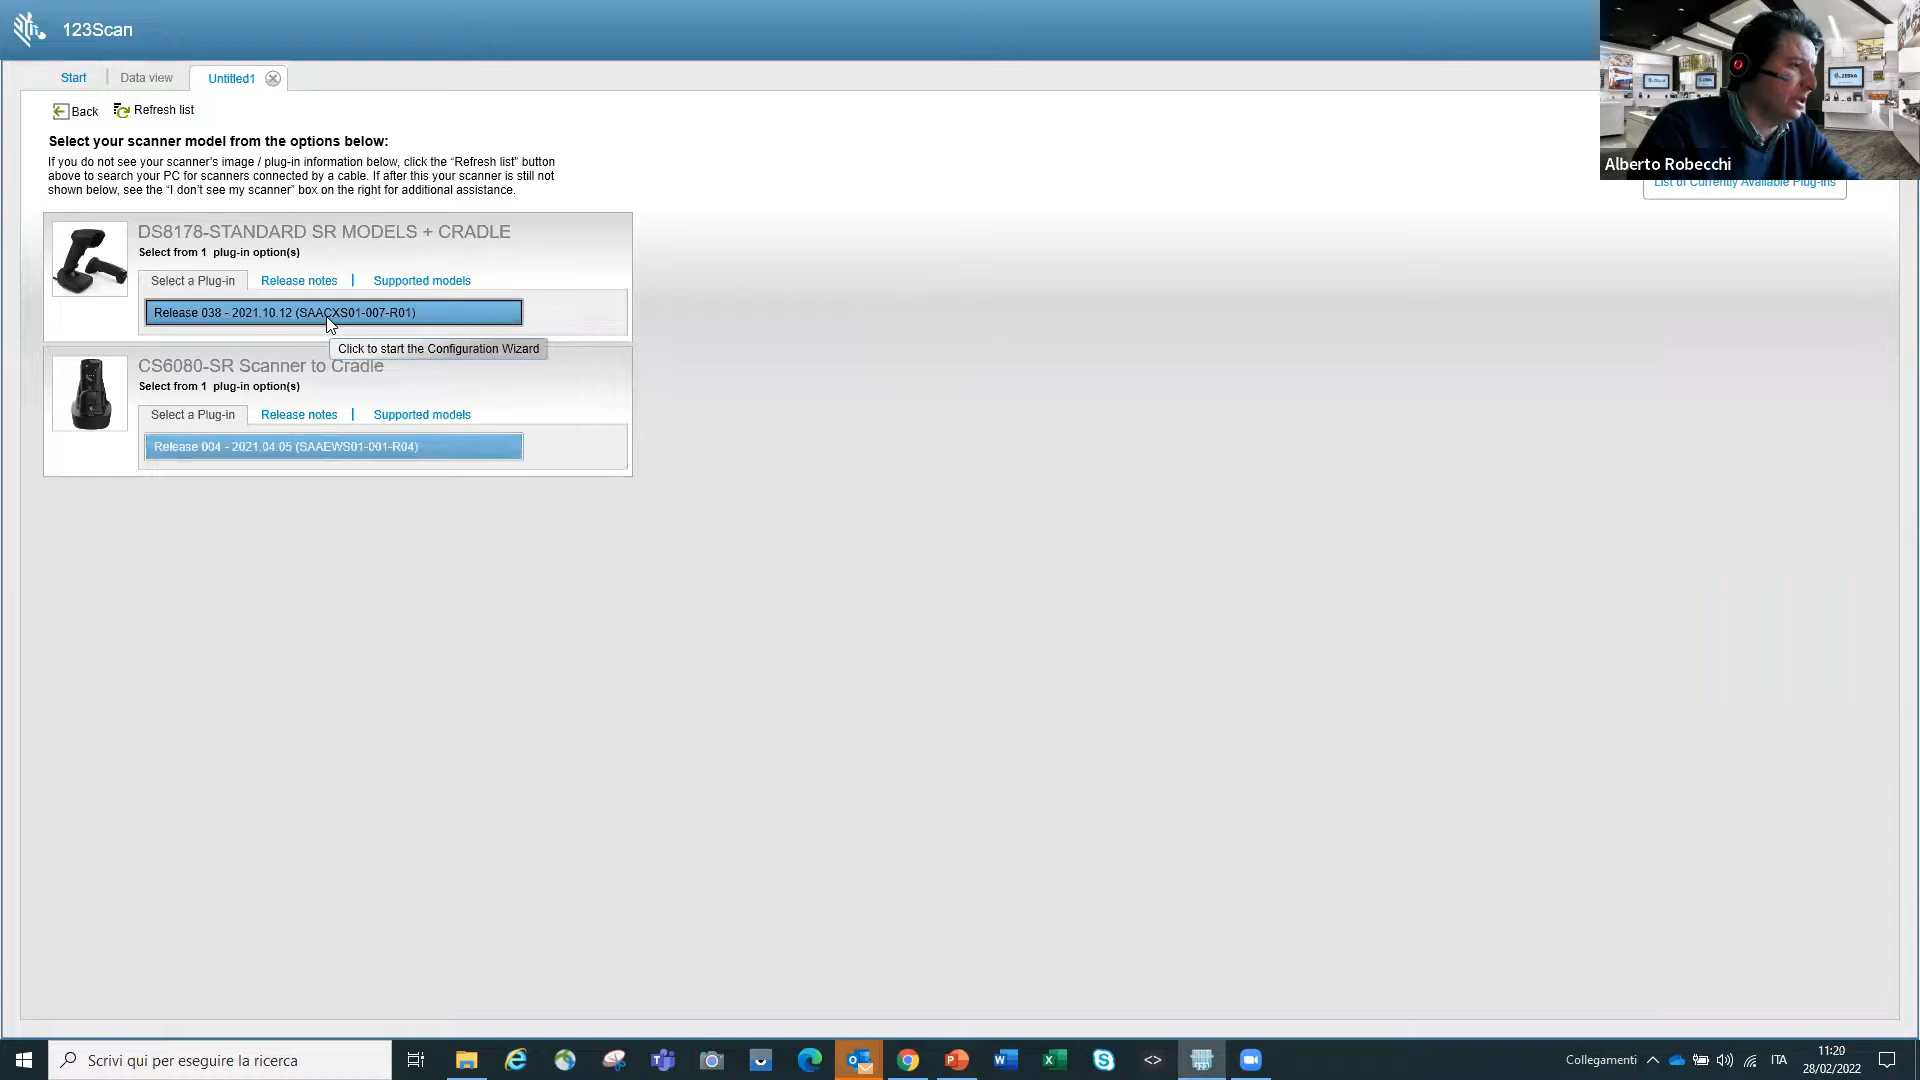 123Scan
Start
Data view
Untitled1
Back
Refresh list
Select your scanner model from the options below:
If you do not see your scanner's image / plug-in information below, click the “Refresh list” button
above to search your PC for scanners connected by a cable. If after this your scanner is still not
shown below, see the “I don't see my scanner” box on the right for additional assistance.
Alberto Robecchi
List of Currently Available Plug-ins
DS8178-STANDARD SR MODELS + CRADLE
Select from 1 plug-in option(s)
Select a Plug-in
Release notes
Supported models
Release 038 - 2021.10.12 (SAACXS01-007-R01)
Click to start the Configuration Wizard
CS6080-SR Scanner to Cradle
Select from 1 plug-in option(s)
Select a Plug-in
Release notes
Supported models
Release 004 - 2021.04.05 (SAAEWS01-001-R04)
Scrivi qui per eseguire la ricerca
Collegamenti
ITA
11:20
28/02/2022